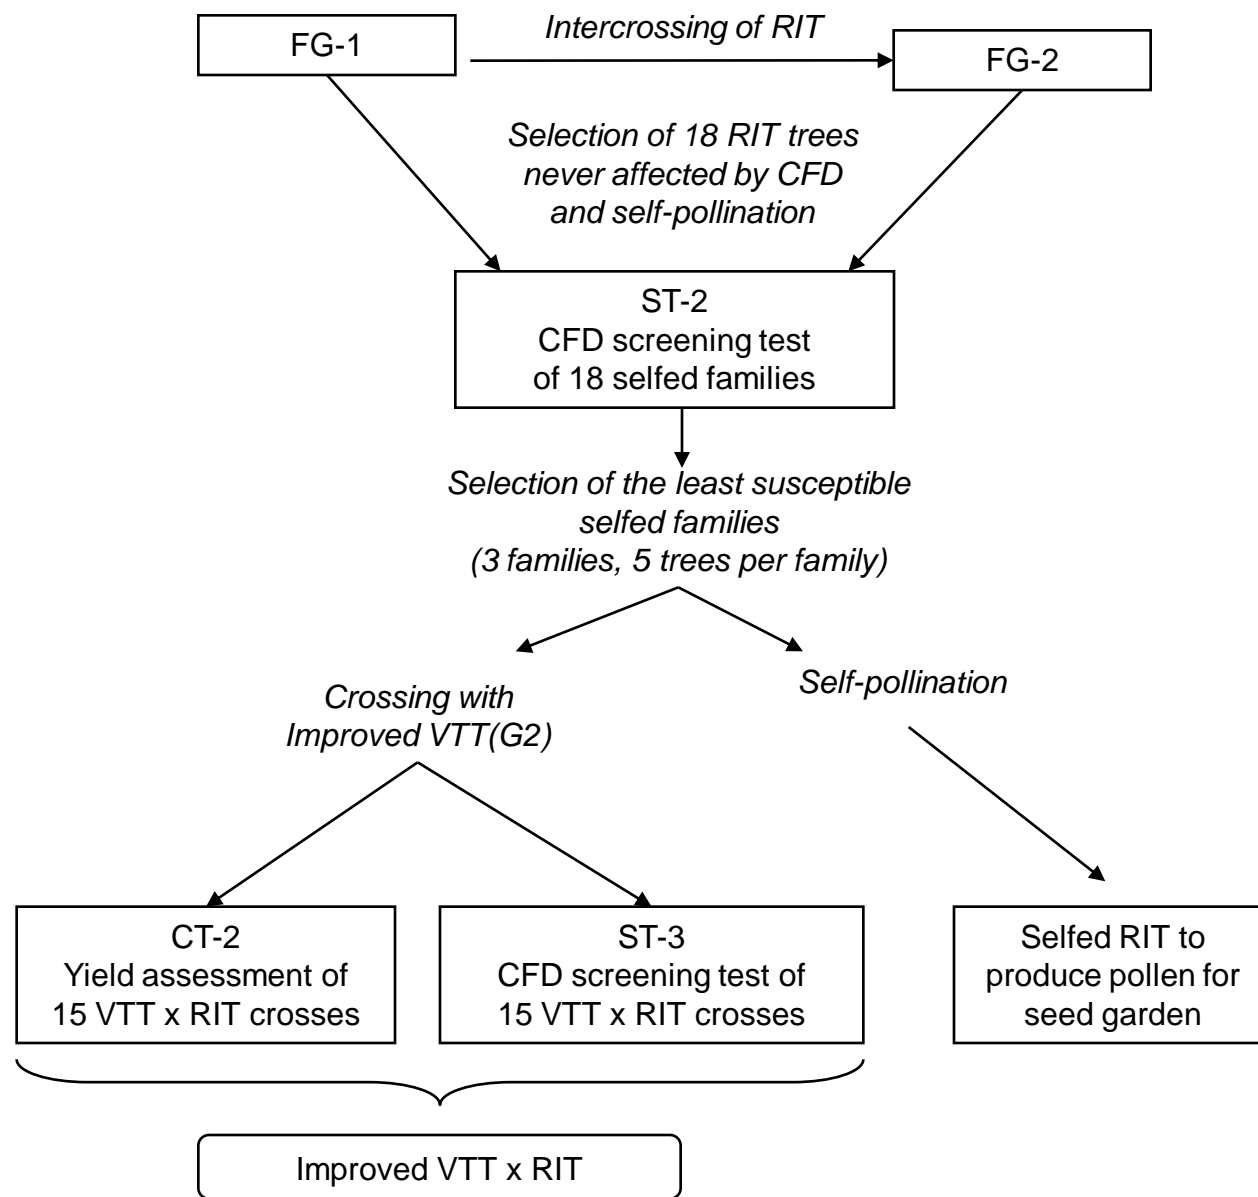 FG-1
Intercrossing of RIT
FG-2
Selection of 18 RIT trees
never affected by CFD
and self-pollination
ST-2
CFD screening test
of 18 selfed families
Selection of the least susceptible
selfed families
(3 families, 5 trees per family)
Crossing with
Improved VTT(G2)
Self-pollination
CT-2
Yield assessment of
15 VTT x RIT crosses
ST-3
CFD screening test of
15 VTT x RIT crosses
Selfed RIT to
produce pollen for
seed garden
Improved VTT x RIT